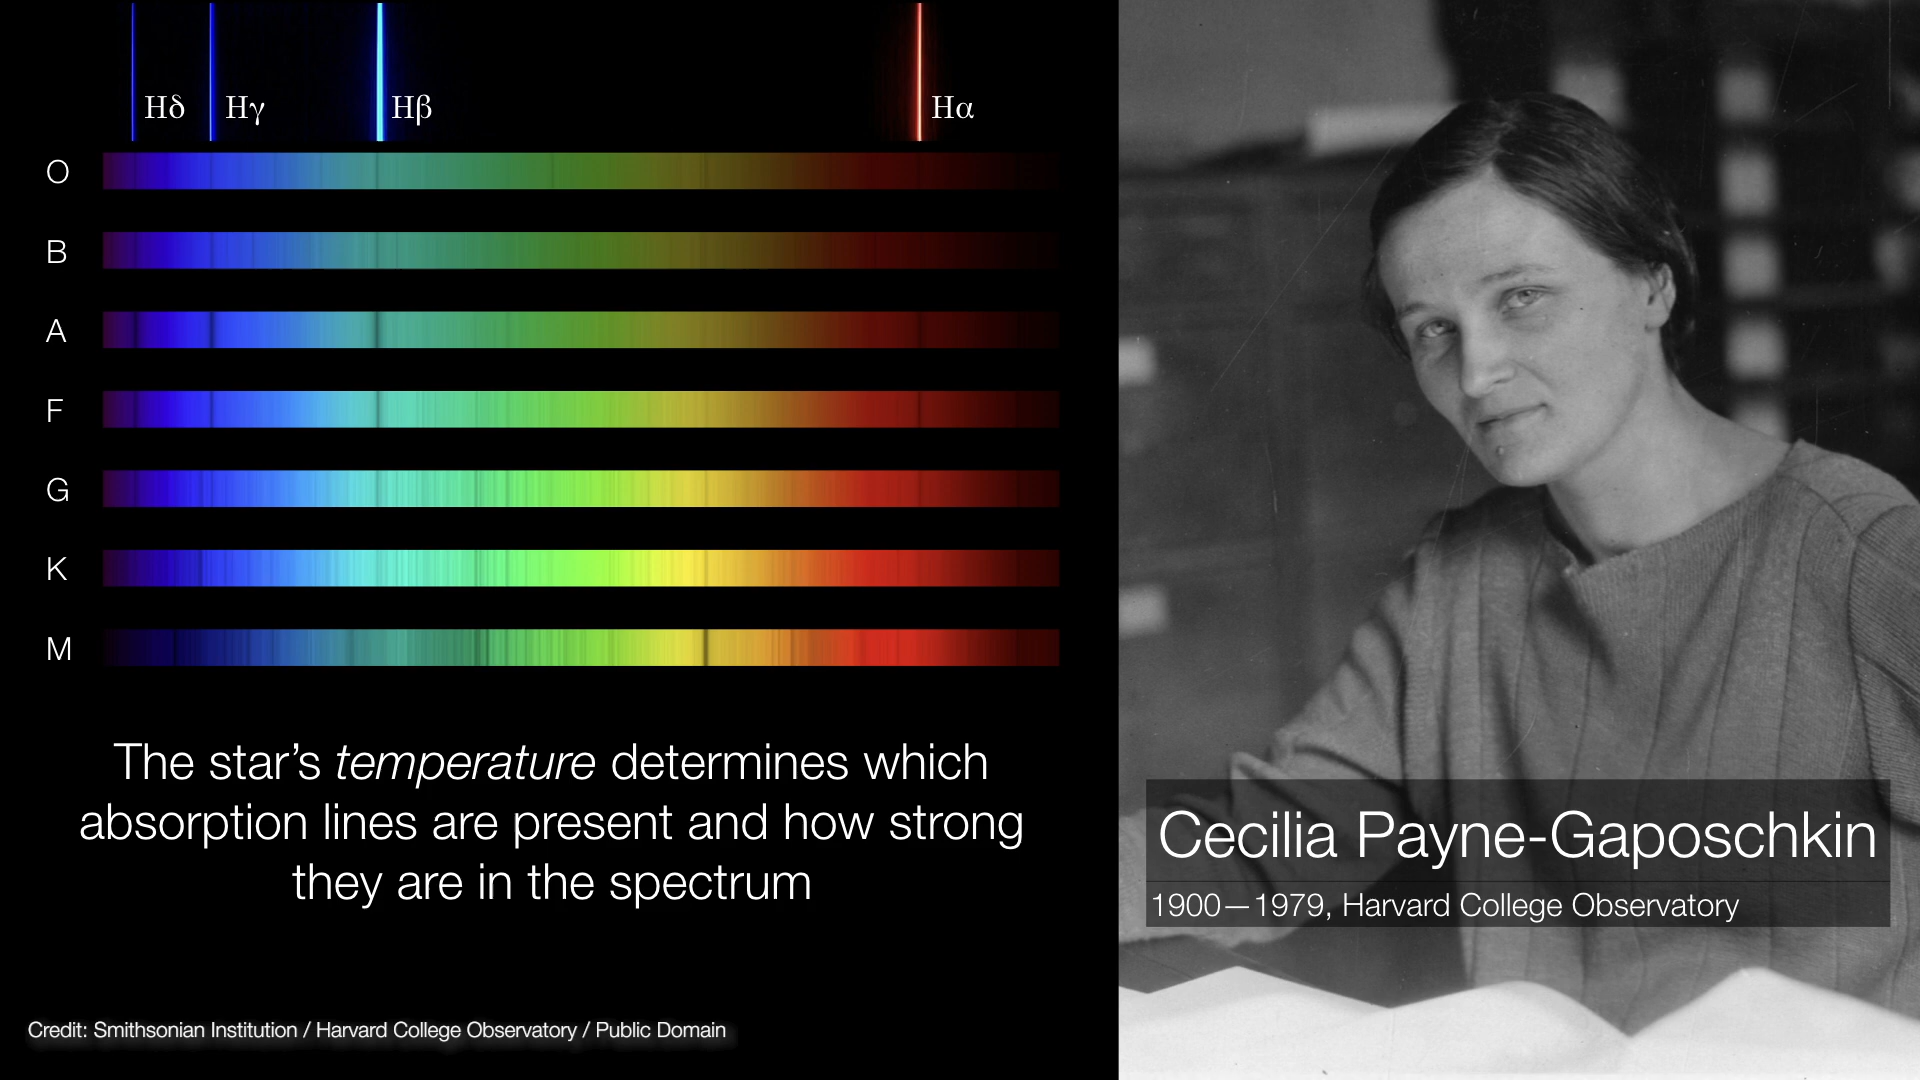 Hδ Hγ Hβ Hα
O
B
A
F
G
K
M
The star’s temperature determines which
absorption lines are present and how strong
they are in the spectrum
Credit: Smithsonian Institution / Harvard College Observatory / Public Domain
Cecilia Payne-Gaposchkin
1900—1979, Harvard College Observatory